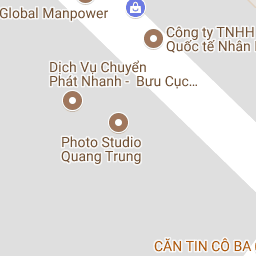 Global Manpower
Công ty TNHH
Quốc tế Nhân
Dịch Vụ Chuyển
Phát Nhanh - Bưu Cục...
Photo Studio
Quang Trung
CĂN TIN CÔ BA